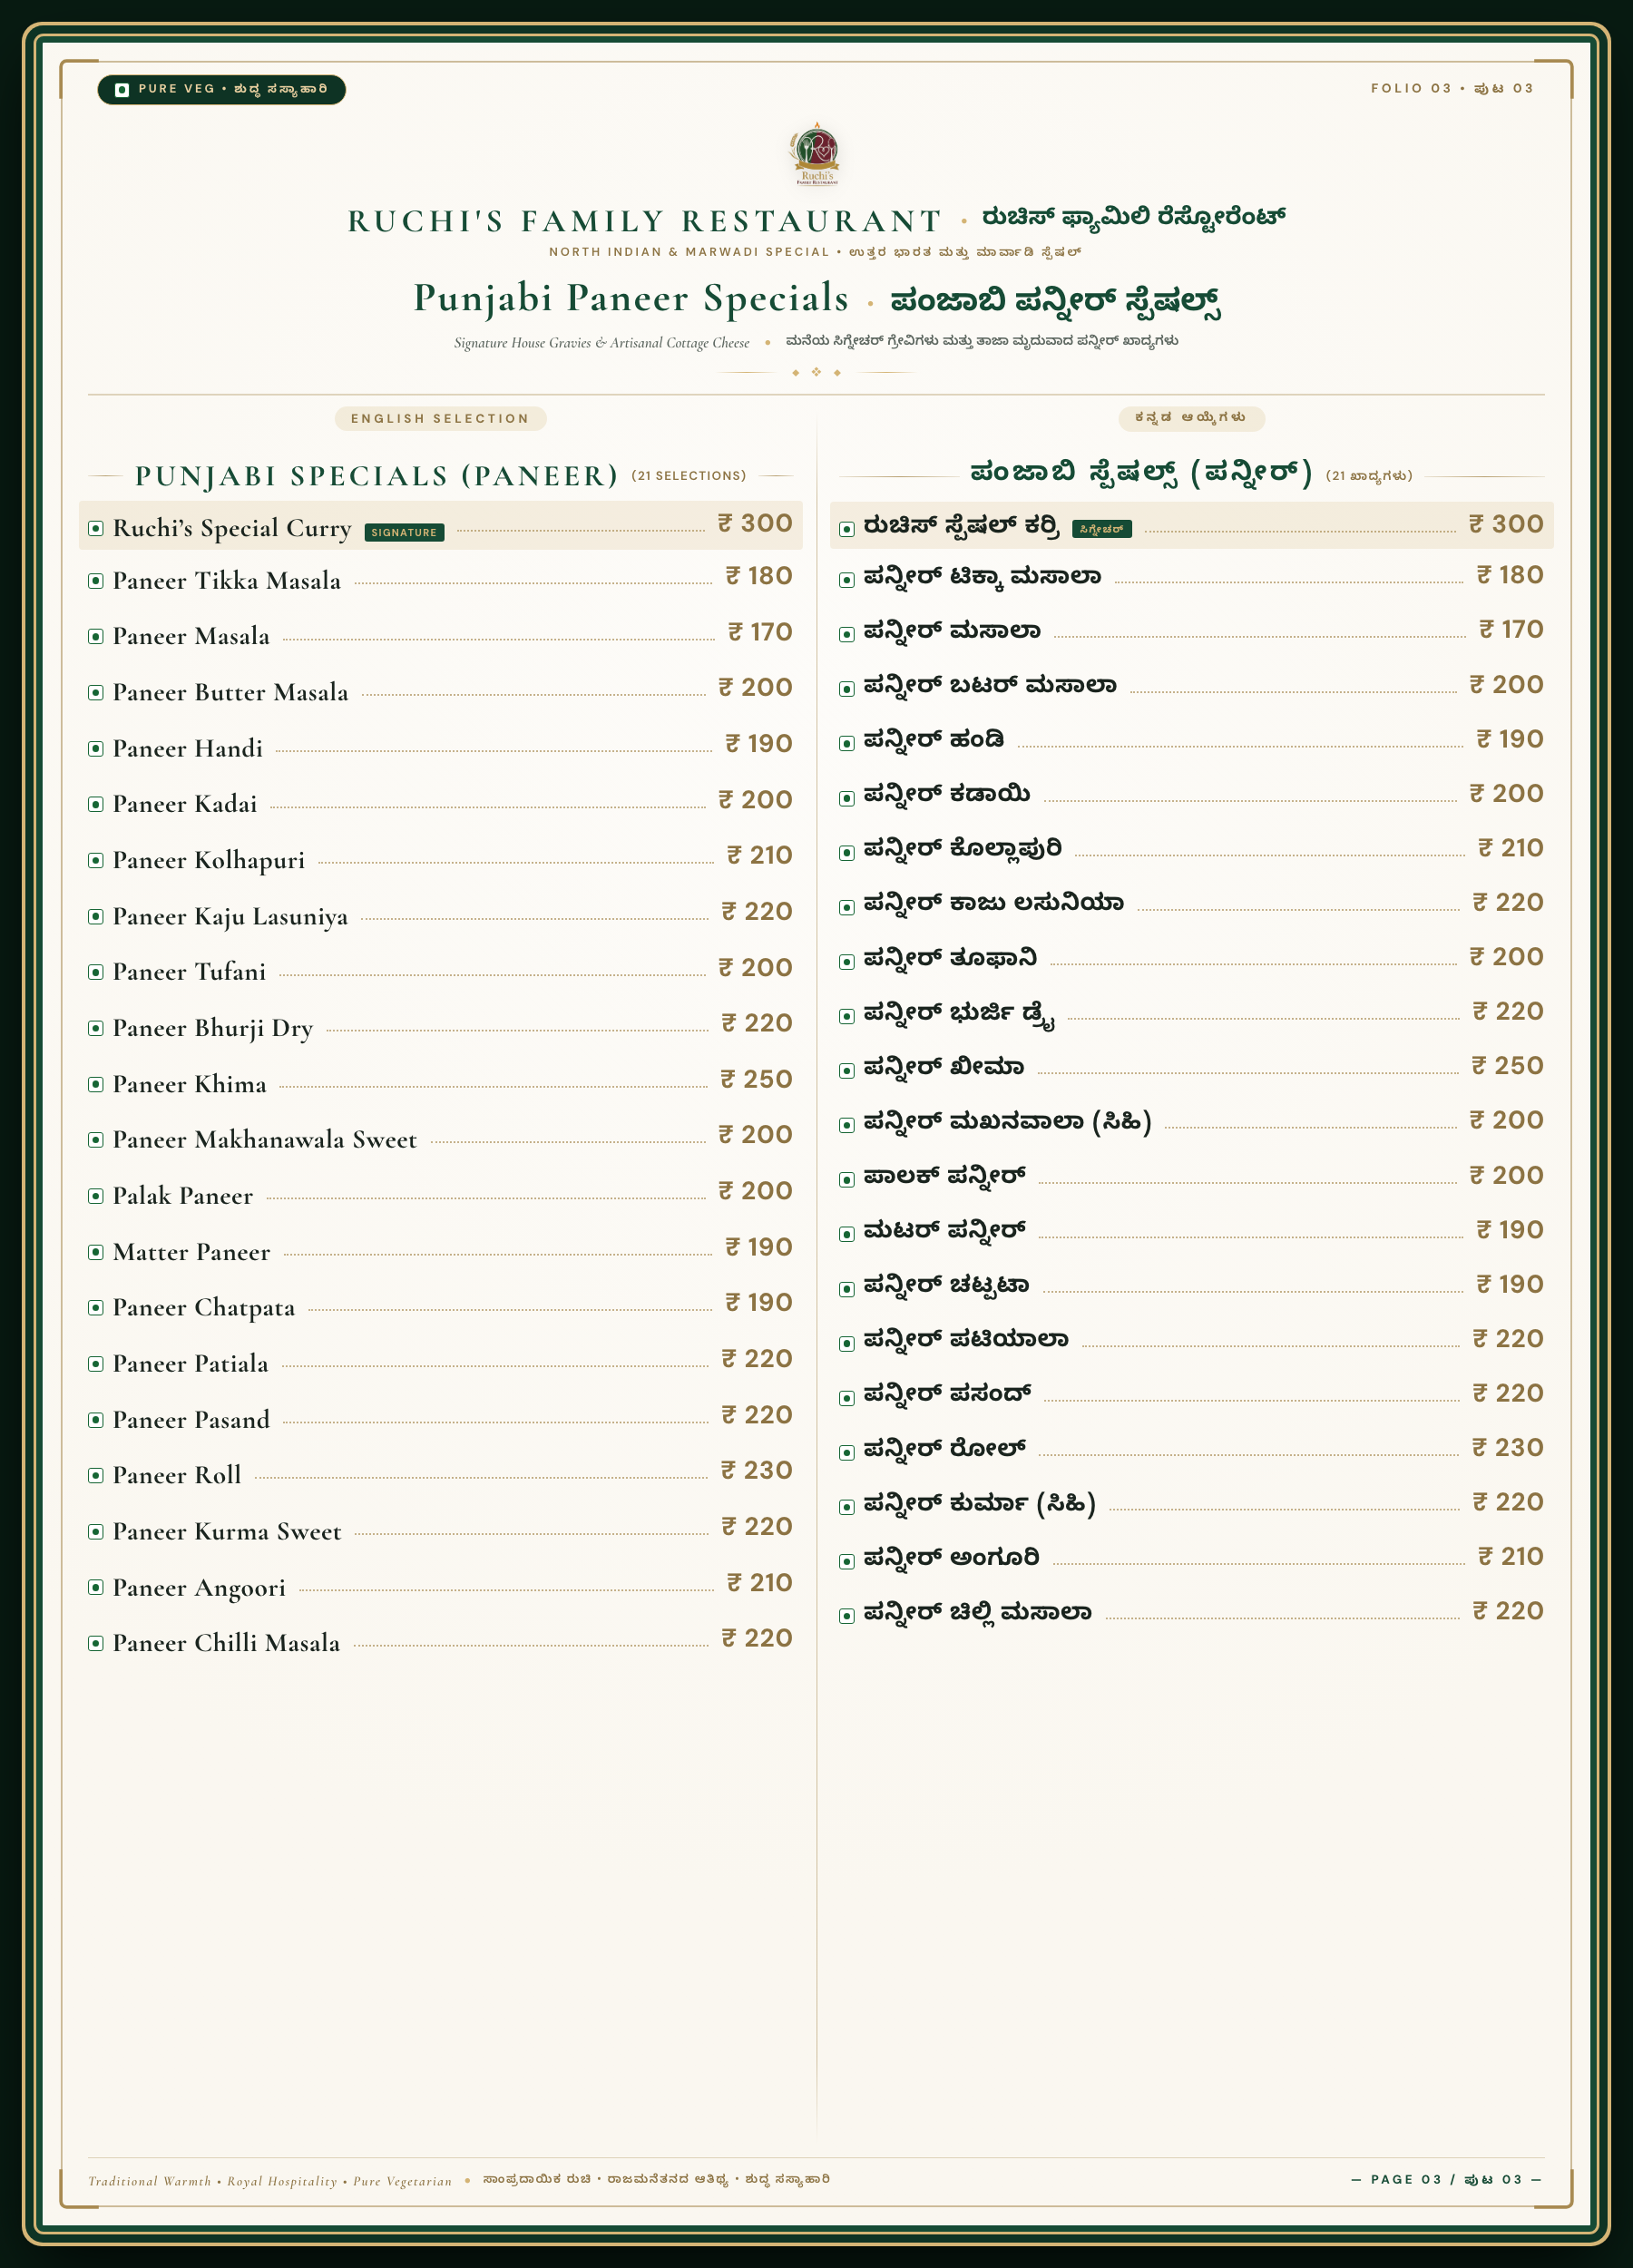 PURE VEG • ಶುದ್ಧ ಸಸ್ಯಾಹಾರಿ
FOLIO 03 • ಪುಟ 03
Ruchi's
FAMILY RESTAURANT
RUCHI'S FAMILY RESTAURANT • ರುಚಿಸ್ ಫ್ಯಾಮಿಲಿ ರೆಸ್ಟೋರೆಂಟ್
NORTH INDIAN & MARWADI SPECIAL • ಉತ್ತರ ಭಾರತ ಮತ್ತು ಮಾರ್ವಾಡಿ ಸ್ಪೆಷಲ್
Punjabi Paneer Specials • ಪಂಜಾಬಿ ಪನ್ನೀರ್ ಸ್ಪೆಷಲ್ಸ್
Signature House Gravies & Artisanal Cottage Cheese • ಮನೆಯ ಸಿಗ್ನೇಚರ್ ಗ್ರೇವಿಗಳು ಮತ್ತು ತಾಜಾ ಮೃದುವಾದ ಪನ್ನೀರ್ ಖಾದ್ಯಗಳು
ENGLISH SELECTION
PUNJABI SPECIALS (PANEER) (21 SELECTIONS)
Ruchi’s Special Curry SIGNATURE ₹ 300
Paneer Tikka Masala ₹ 180
Paneer Masala ₹ 170
Paneer Butter Masala ₹ 200
Paneer Handi ₹ 190
Paneer Kadai ₹ 200
Paneer Kolhapuri ₹ 210
Paneer Kaju Lasuniya ₹ 220
Paneer Tufani ₹ 200
Paneer Bhurji Dry ₹ 220
Paneer Khima ₹ 250
Paneer Makhanawala Sweet ₹ 200
Palak Paneer ₹ 200
Matter Paneer ₹ 190
Paneer Chatpata ₹ 190
Paneer Patiala ₹ 220
Paneer Pasand ₹ 220
Paneer Roll ₹ 230
Paneer Kurma Sweet ₹ 220
Paneer Angoori ₹ 210
Paneer Chilli Masala ₹ 220
ಕನ್ನಡ ಆಯ್ಕೆಗಳು
ಪಂಜಾಬಿ ಸ್ಪೆಷಲ್ಸ್ (ಪನ್ನೀರ್) (21 ಖಾದ್ಯಗಳು)
ರುಚಿಸ್ ಸ್ಪೆಷಲ್ ಕರ್ರಿ ಸಿಗ್ನೇಚರ್ ₹ 300
ಪನ್ನೀರ್ ಟಿಕ್ಕಾ ಮಸಾಲಾ ₹ 180
ಪನ್ನೀರ್ ಮಸಾಲಾ ₹ 170
ಪನ್ನೀರ್ ಬಟರ್ ಮಸಾಲಾ ₹ 200
ಪನ್ನೀರ್ ಹಂಡಿ ₹ 190
ಪನ್ನೀರ್ ಕಡಾಯಿ ₹ 200
ಪನ್ನೀರ್ ಕೊಲ್ಲಾಪುರಿ ₹ 210
ಪನ್ನೀರ್ ಕಾಜು ಲಸುನಿಯಾ ₹ 220
ಪನ್ನೀರ್ ತೂಫಾನಿ ₹ 200
ಪನ್ನೀರ್ ಭುರ್ಜಿ ಡ್ರೈ ₹ 220
ಪನ್ನೀರ್ ಖೀಮಾ ₹ 250
ಪನ್ನೀರ್ ಮಖನವಾಲಾ (ಸಿಹಿ) ₹ 200
ಪಾಲಕ್ ಪನ್ನೀರ್ ₹ 200
ಮಟರ್ ಪನ್ನೀರ್ ₹ 190
ಪನ್ನೀರ್ ಚಟ್ಪಟಾ ₹ 190
ಪನ್ನೀರ್ ಪಟಿಯಾಲಾ ₹ 220
ಪನ್ನೀರ್ ಪಸಂದ್ ₹ 220
ಪನ್ನೀರ್ ರೋಲ್ ₹ 230
ಪನ್ನೀರ್ ಕುರ್ಮಾ (ಸಿಹಿ) ₹ 220
ಪನ್ನೀರ್ ಅಂಗೂರಿ ₹ 210
ಪನ್ನೀರ್ ಚಿಲ್ಲಿ ಮಸಾಲಾ ₹ 220
Traditional Warmth • Royal Hospitality • Pure Vegetarian • ಸಾಂಪ್ರದಾಯಿಕ ರುಚಿ • ರಾಜಮನೆತನದ ಆತಿಥ್ಯ • ಶುದ್ಧ ಸಸ್ಯಾಹಾರಿ
— PAGE 03 / ಪುಟ 03 —